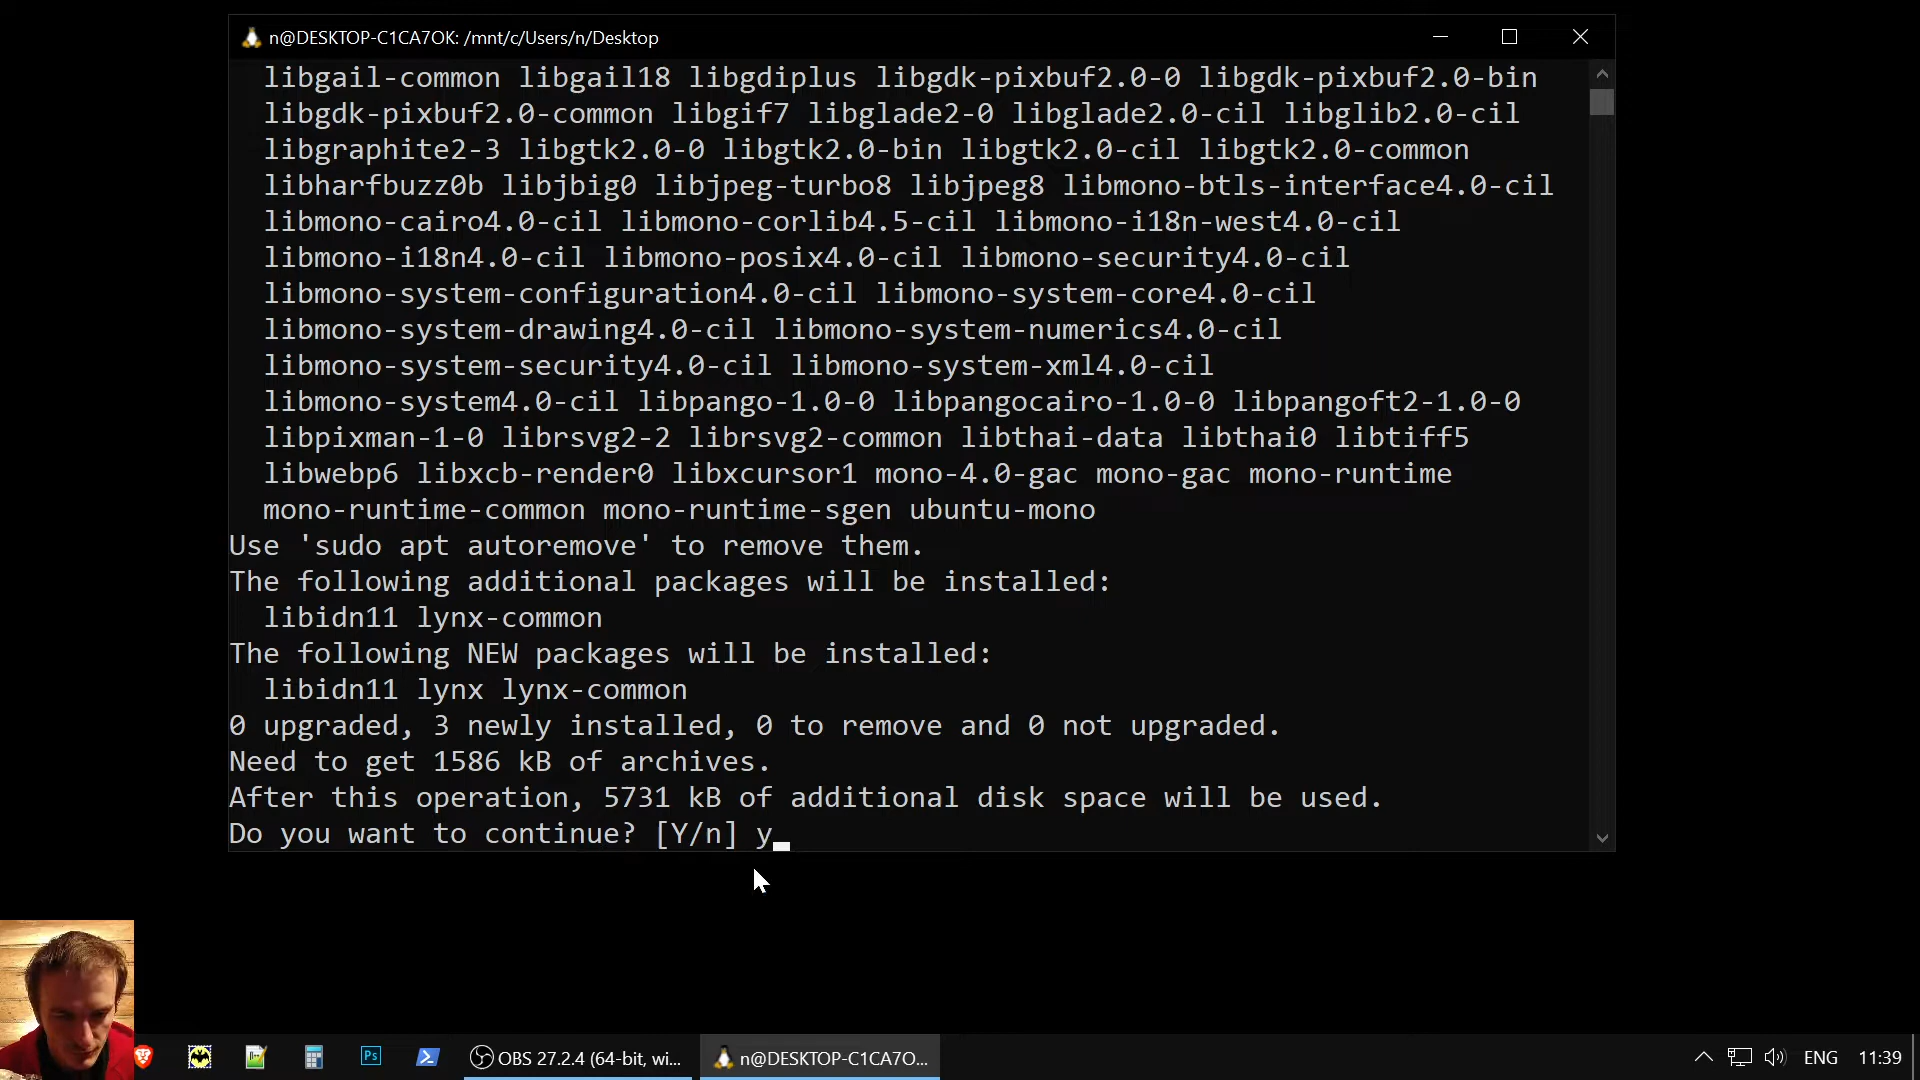 n@DESKTOP-C1CA7OK: /mnt/c/Users/n/Desktop
libgail-common libgail18 libgdiplus libgdk-pixbuf2.0-0 libgdk-pixbuf2.0-bin
libgdk-pixbuf2.0-common libgif7 libglade2-0 libglade2.0-cil libglib2.0-cil
libgraphite2-3 libgtk2.0-0 libgtk2.0-bin libgtk2.0-cil libgtk2.0-common
libharfbuzz0b libjbig0 libjpeg-turbo8 libjpeg8 libmono-btls-interface4.0-cil
libmono-cairo4.0-cil libmono-corlib4.5-cil libmono-i18n-west4.0-cil
libmono-i18n4.0-cil libmono-posix4.0-cil libmono-security4.0-cil
libmono-system-configuration4.0-cil libmono-system-core4.0-cil
libmono-system-drawing4.0-cil libmono-system-numerics4.0-cil
libmono-system-security4.0-cil libmono-system-xml4.0-cil
libmono-system4.0-cil libpango-1.0-0 libpangocairo-1.0-0 libpangoft2-1.0-0
libpixman-1-0 librsvg2-2 librsvg2-common libthai-data libthai0 libtiff5
libwebp6 libxcb-render0 libxcursor1 mono-4.0-gac mono-gac mono-runtime
mono-runtime-common mono-runtime-sgen ubuntu-mono
Use 'sudo apt autoremove' to remove them.
The following additional packages will be installed:
libidn11 lynx-common
The following NEW packages will be installed:
libidn11 lynx lynx-common
0 upgraded, 3 newly installed, 0 to remove and 0 not upgraded.
Need to get 1586 kB of archives.
After this operation, 5731 kB of additional disk space will be used.
Do you want to continue? [Y/n] y
Ps
OBS 27.2.4 (64-bit, wi...
n@DESKTOP-C1CA7O...
ENG
11:39